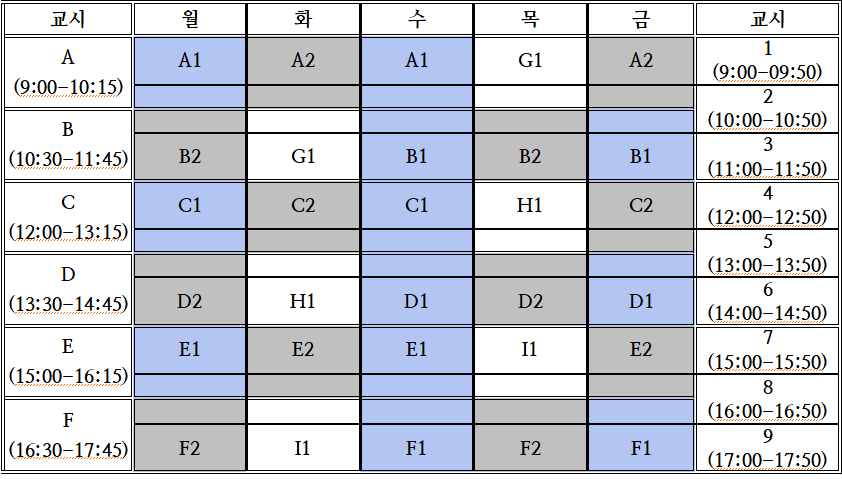 교시 월 화 수 목 금 교시
A A1 A2 A1 G1 A2 1
(9:00-10:15) (9:00-09:50)
2
B (10:00-10:50)
(10:30-11:45) B2 G1 B1 B2 B1 3
(11:00-11:50)
C C1 C2 C1 H1 C2 4
(12:00-13:15) (12:00-12:50)
5
D (13:00-13:50)
(13:30-14:45) D2 H1 D1 D2 D1 6
(14:00-14:50)
E E1 E2 E1 I1 E2 7
(15:00-16:15) (15:00-15:50)
8
F (16:00-16:50)
(16:30-17:45) F2 I1 F1 F2 F1 9
(17:00-17:50)